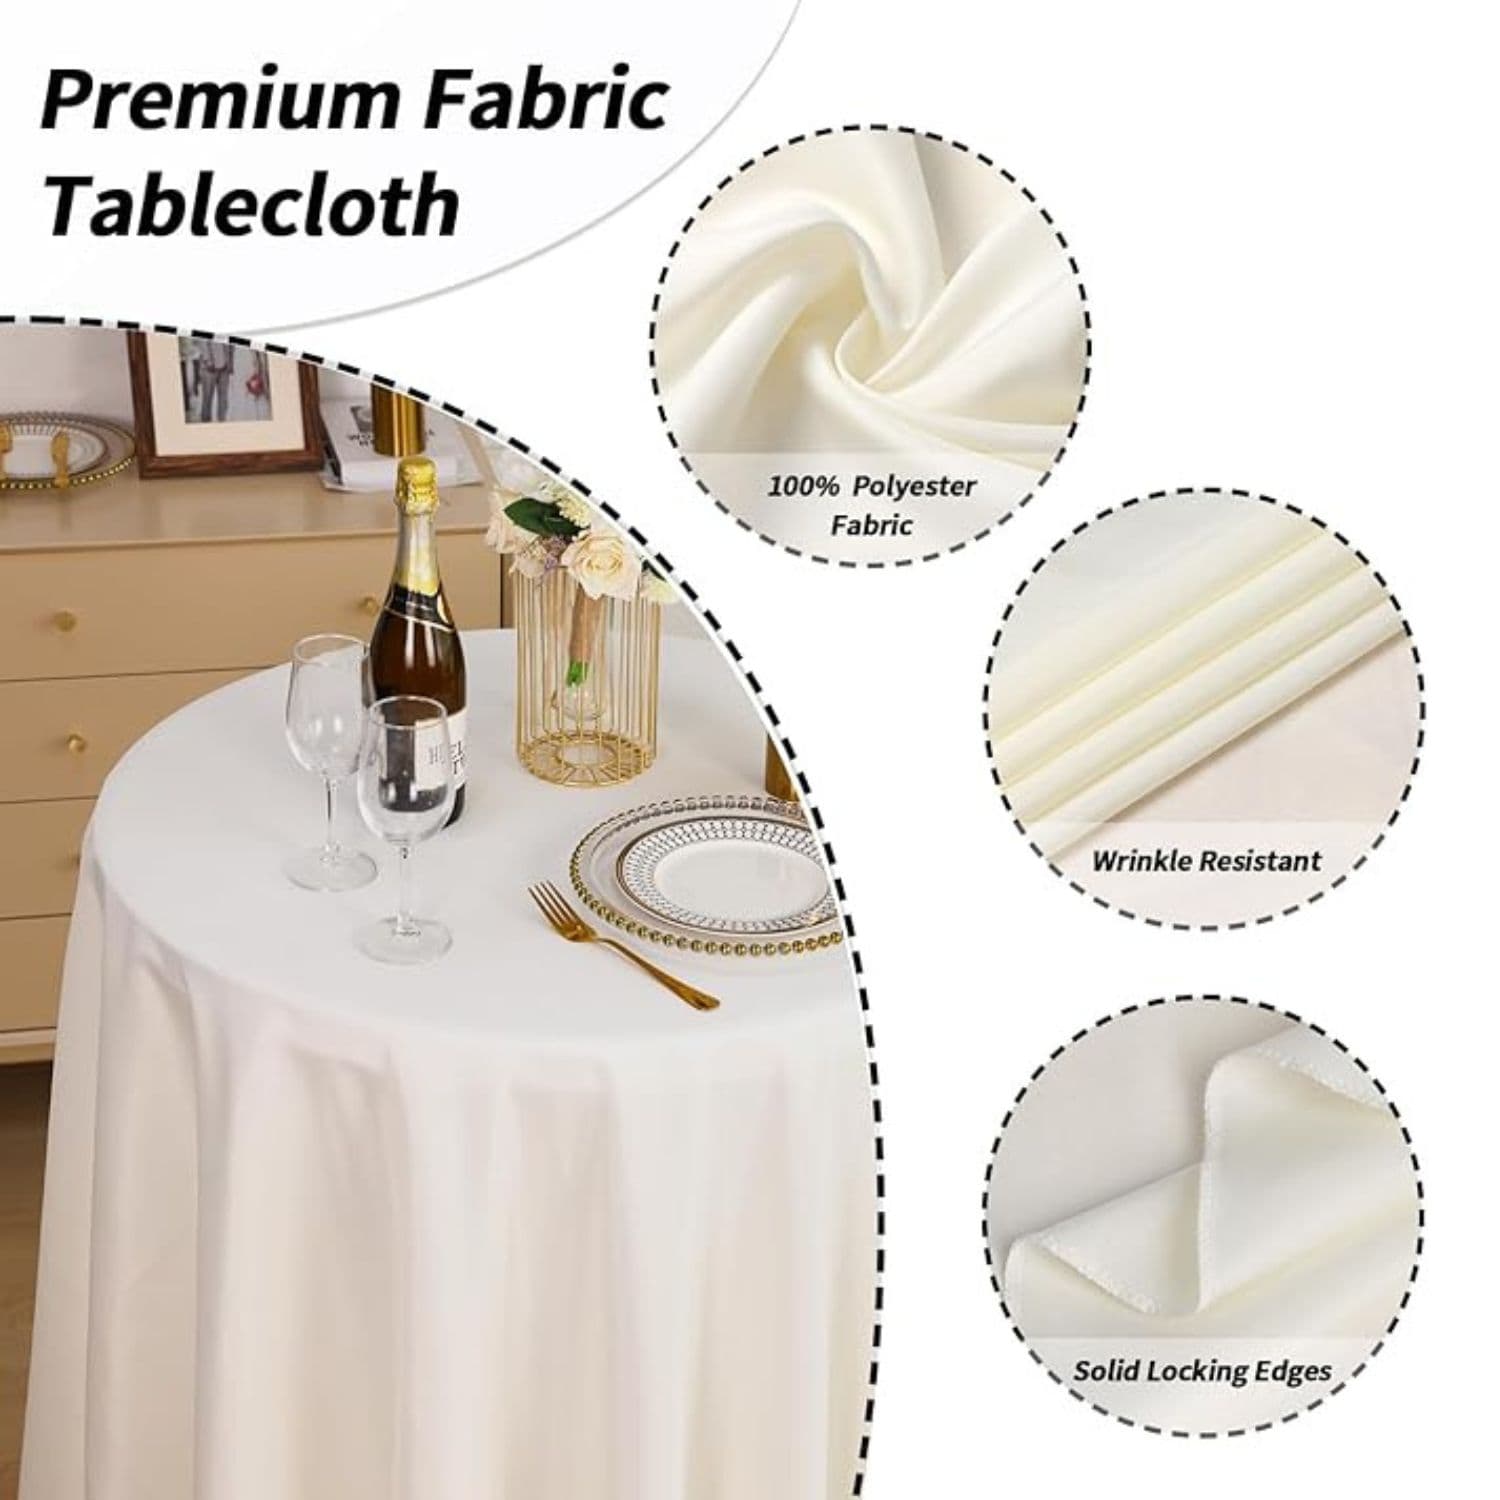 Premium Fabric
Tablecloth
100% Polyester
Fabric
Wrinkle Resistant
Solid Locking Edges